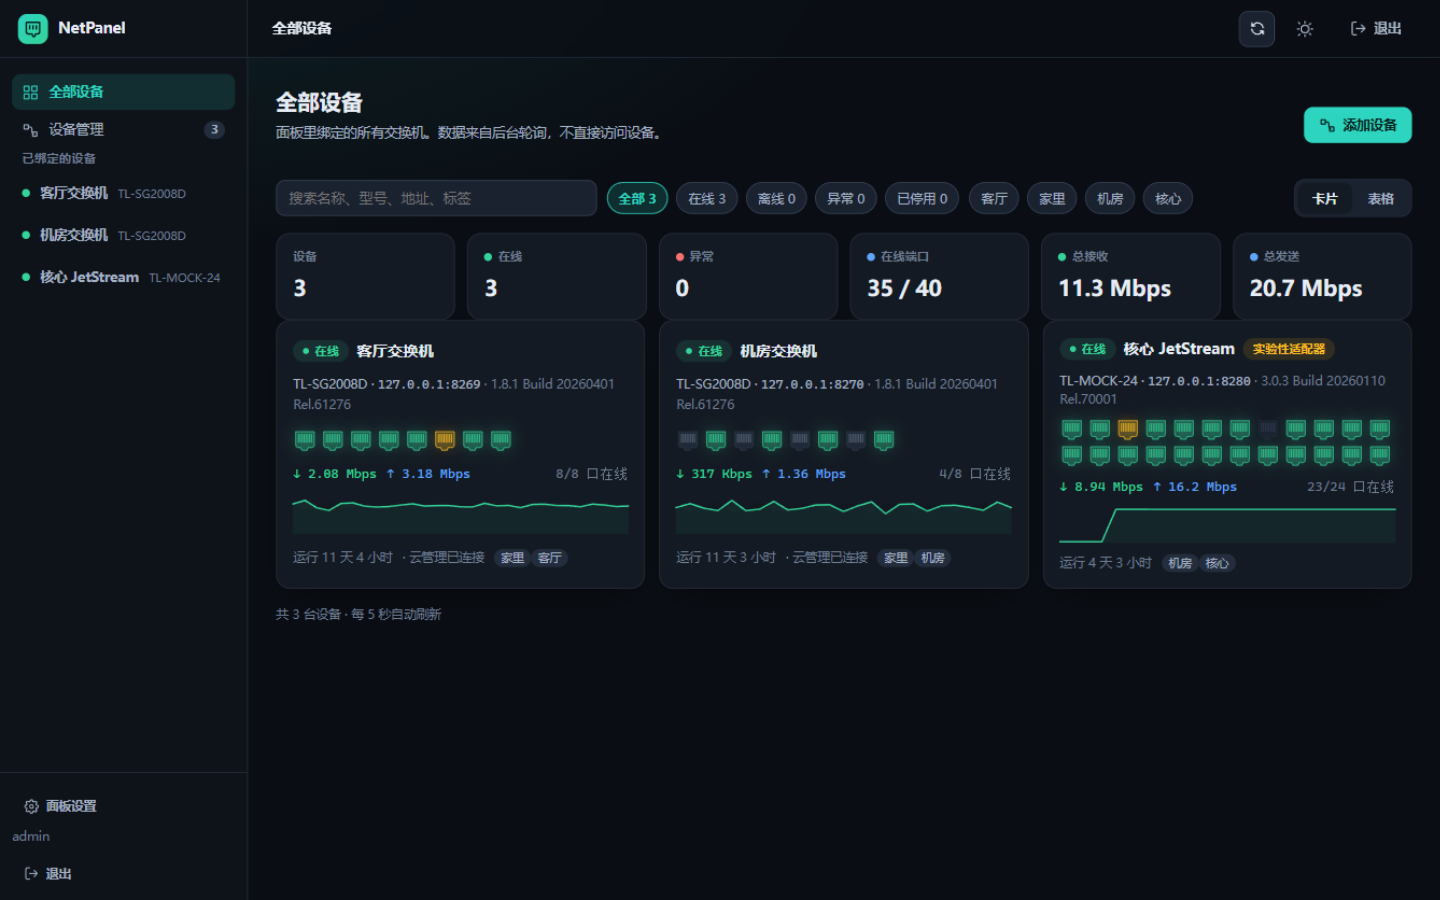 NetPanel
全部设备
退出
全部设备
设备管理 3
已绑定的设备
客厅交换机 TL-SG2008D
机房交换机 TL-SG2008D
核心 JetStream TL-MOCK-24
面板设置
admin
退出
全部设备
面板里绑定的所有交换机。数据来自后台轮询，不直接访问设备。
添加设备
搜索名称、型号、地址、标签
全部 3 在线 3 离线 0 异常 0 已停用 0 客厅 家里 机房 核心
卡片 表格
设备
3
在线
3
异常
0
在线端口
35 / 40
总接收
11.3 Mbps
总发送
20.7 Mbps
在线 客厅交换机
TL-SG2008D · 127.0.0.1:8269 · 1.8.1 Build 20260401
Rel.61276
↓ 2.08 Mbps ↑ 3.18 Mbps 8/8 口在线
运行 11 天 4 小时 · 云管理已连接 家里 客厅
在线 机房交换机
TL-SG2008D · 127.0.0.1:8270 · 1.8.1 Build 20260401
Rel.61276
↓ 317 Kbps ↑ 1.36 Mbps 4/8 口在线
运行 11 天 3 小时 · 云管理已连接 家里 机房
在线 核心 JetStream 实验性适配器
TL-MOCK-24 · 127.0.0.1:8280 · 3.0.3 Build 20260110
Rel.70001
↓ 8.94 Mbps ↑ 16.2 Mbps 23/24 口在线
运行 4 天 3 小时 机房 核心
共 3 台设备 · 每 5 秒自动刷新